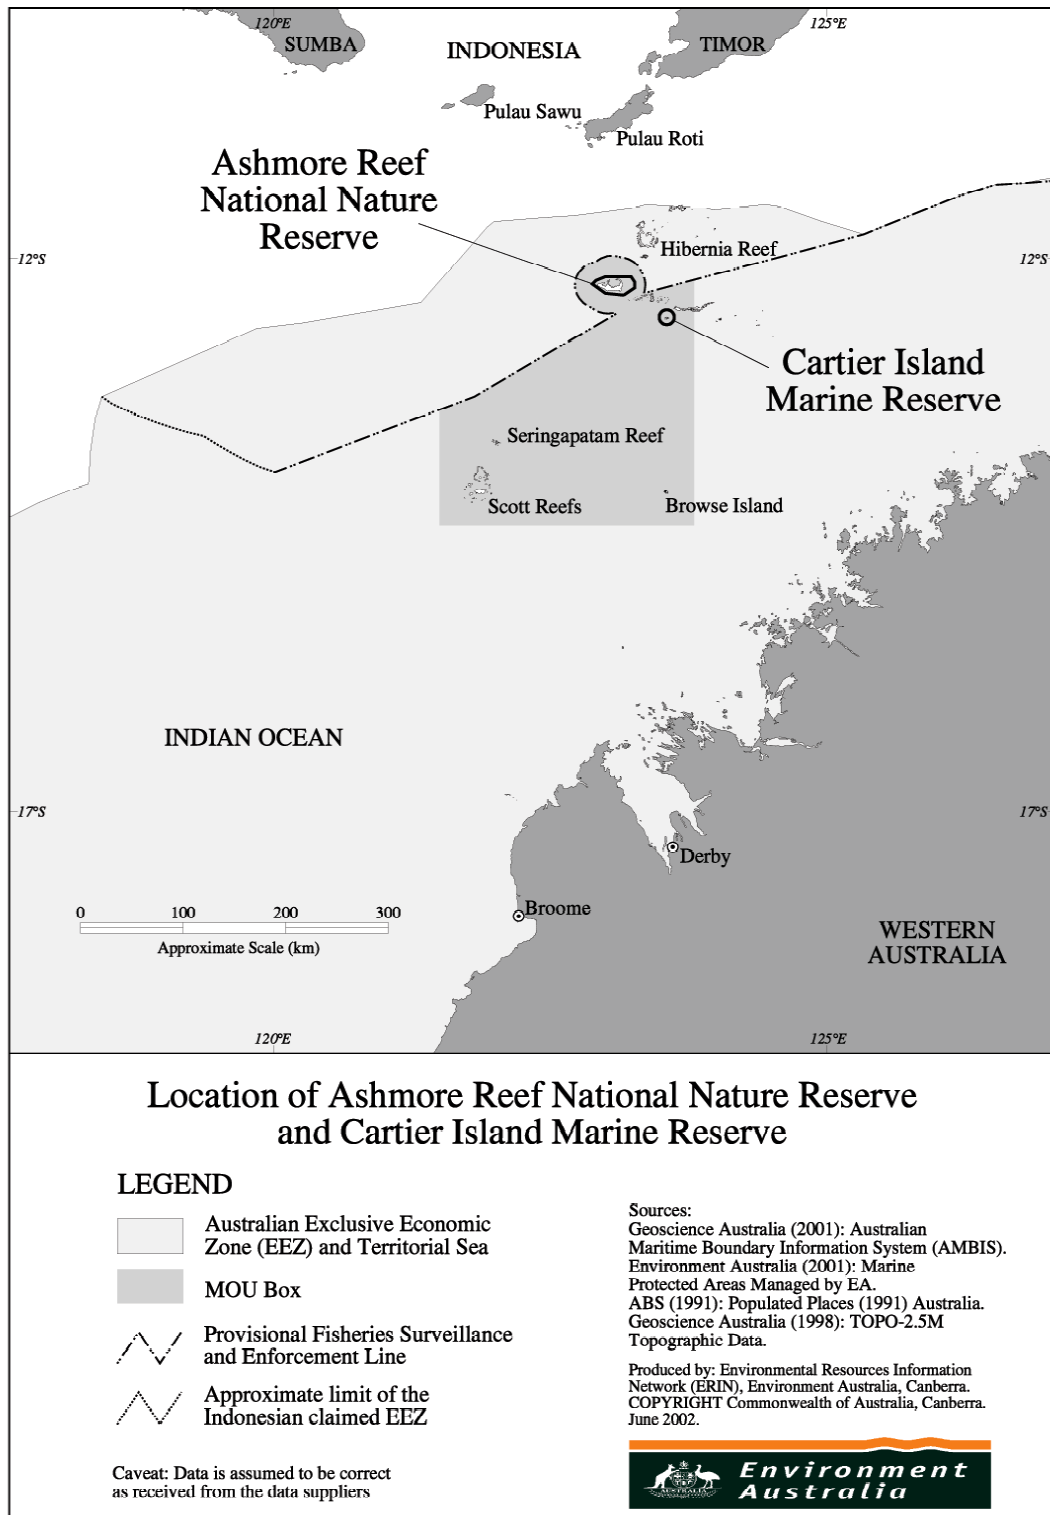 120°E
125°E
SUMBA
INDONESIA
TIMOR
Pulau Sawu
Pulau Roti
Ashmore Reef
National Nature
Reserve
Hibernia Reef
12°S
12°S
Cartier Island
Marine Reserve
Seringapatam Reef
Scott Reefs
Browse Island
INDIAN OCEAN
17°S
17°S
Derby
Broome
0 100 200 300
Approximate Scale (km)
WESTERN
AUSTRALIA
120°E
125°E
Location of Ashmore Reef National Nature Reserve
and Cartier Island Marine Reserve
LEGEND
Australian Exclusive Economic
Zone (EEZ) and Territorial Sea
MOU Box
Provisional Fisheries Surveillance
and Enforcement Line
Approximate limit of the
Indonesian claimed EEZ
Caveat: Data is assumed to be correct
as received from the data suppliers
Sources:
Geoscience Australia (2001): Australian
Maritime Boundary Information System (AMBIS).
Environment Australia (2001): Marine
Protected Areas Managed by EA.
ABS (1991): Populated Places (1991) Australia.
Geoscience Australia (1998): TOPO-2.5M
Topographic Data.
Produced by: Environmental Resources Information
Network (ERIN), Environment Australia, Canberra.
COPYRIGHT Commonwealth of Australia, Canberra.
June 2002.
AUSTRALIA
Environment
Australia